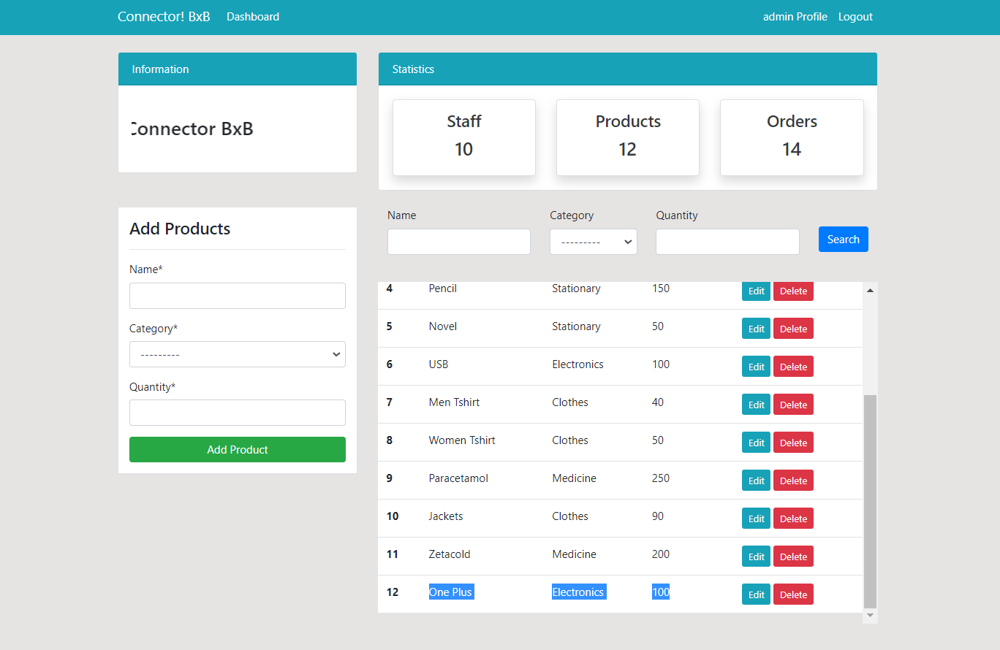 Connector! BxB Dashboard admin Profile Logout
Information
Connector BxB
Statistics
Staff
10
Products
12
Orders
14
Add Products
Name*
Category*
---------
Quantity*
Add Product
Name Category Quantity
--------- Search
4 Pencil Stationary 150 Edit Delete
5 Novel Stationary 50 Edit Delete
6 USB Electronics 100 Edit Delete
7 Men Tshirt Clothes 40 Edit Delete
8 Women Tshirt Clothes 50 Edit Delete
9 Paracetamol Medicine 250 Edit Delete
10 Jackets Clothes 90 Edit Delete
11 Zetacold Medicine 200 Edit Delete
12 One Plus Electronics 100 Edit Delete